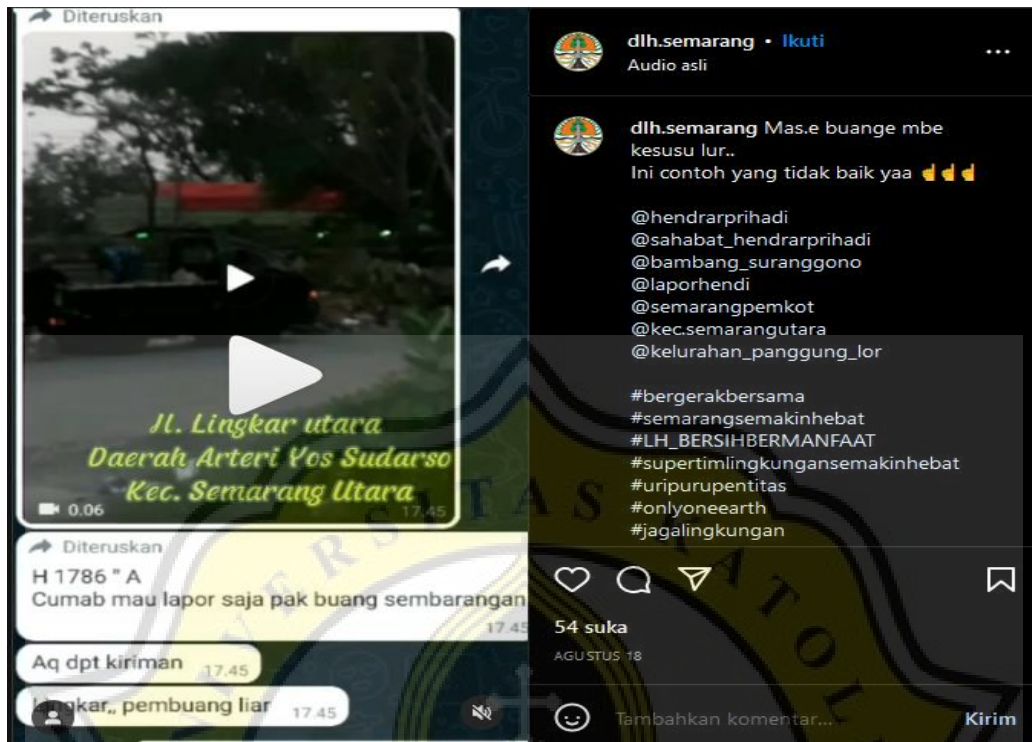 Diteruskan
Jl. Lingkar utara
Daerah Arteri Yos Sudarso
Kec. Semarang Utara
0.06
17.45
Diteruskan
H 1786 " A
Cumab mau lapor saja pak buang sembarangan
17.45
Aq dpt kiriman 17.45
pembuang liar 17.45
dlh.semarang • Ikuti
Audio asli
dlh.semarang Mas.e buange mbe
kesusu lur..
Ini contoh yang tidak baik yaa ☝☝☝
@hendrarprihadi
@sahabat_hendrarprihadi
@bambang_suranggono
@laporhendi
@semarangpemkot
@kec.semarangutara
@kelurahan_panggung_lor
#bergerakbersama
#semarangsemakinhebat
#LH_BERSIHBERMANFAAT
#supertimlingkungansemakinhebat
#uripurupentitas
#onlyoneearth
#jagalingkungan
54 suka
AGUSTUS 18
Tambahkan komentar...
Kirim